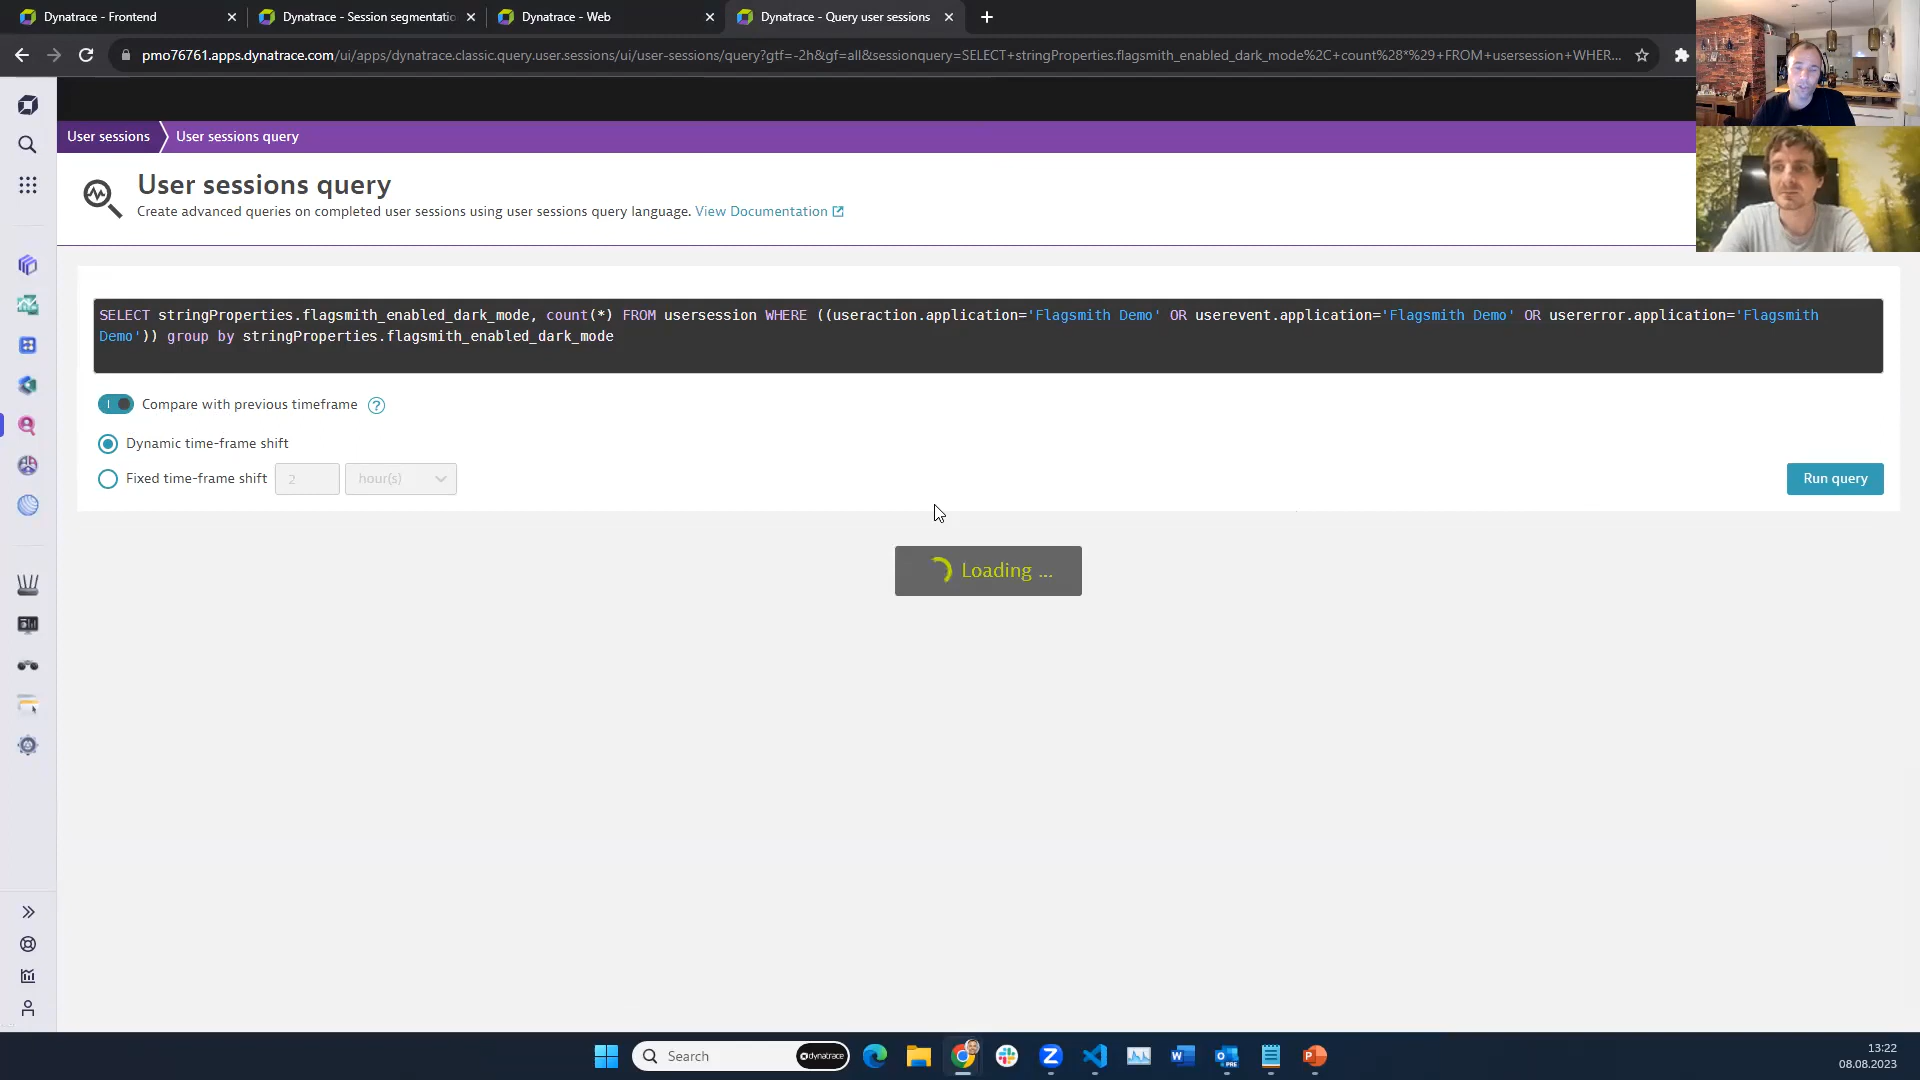 Dynatrace - Frontend
Dynatrace - Session segmentatio
Dynatrace - Web
Dynatrace - Query user sessions
pmo76761.apps.dynatrace.com/ui/apps/dynatrace.classic.query.user.sessions/ui/user-sessions/query?gtf=-2h&gf=all&sessionquery=SELECT+stringProperties.flagsmith_enabled_dark_mode%2C+count%28*%29+FROM+usersession+WHER...
User sessions
User sessions query
User sessions query
Create advanced queries on completed user sessions using user sessions query language. View Documentation
SELECT stringProperties.flagsmith_enabled_dark_mode, count(*) FROM usersession WHERE ((useraction.application='Flagsmith Demo' OR userevent.application='Flagsmith Demo' OR usererror.application='Flagsmith
Demo')) group by stringProperties.flagsmith_enabled_dark_mode
Compare with previous timeframe ?
Dynamic time-frame shift
Fixed time-frame shift 2 hour(s)
Run query
Loading ...
Search
dynatrace
13:22
08.08.2023